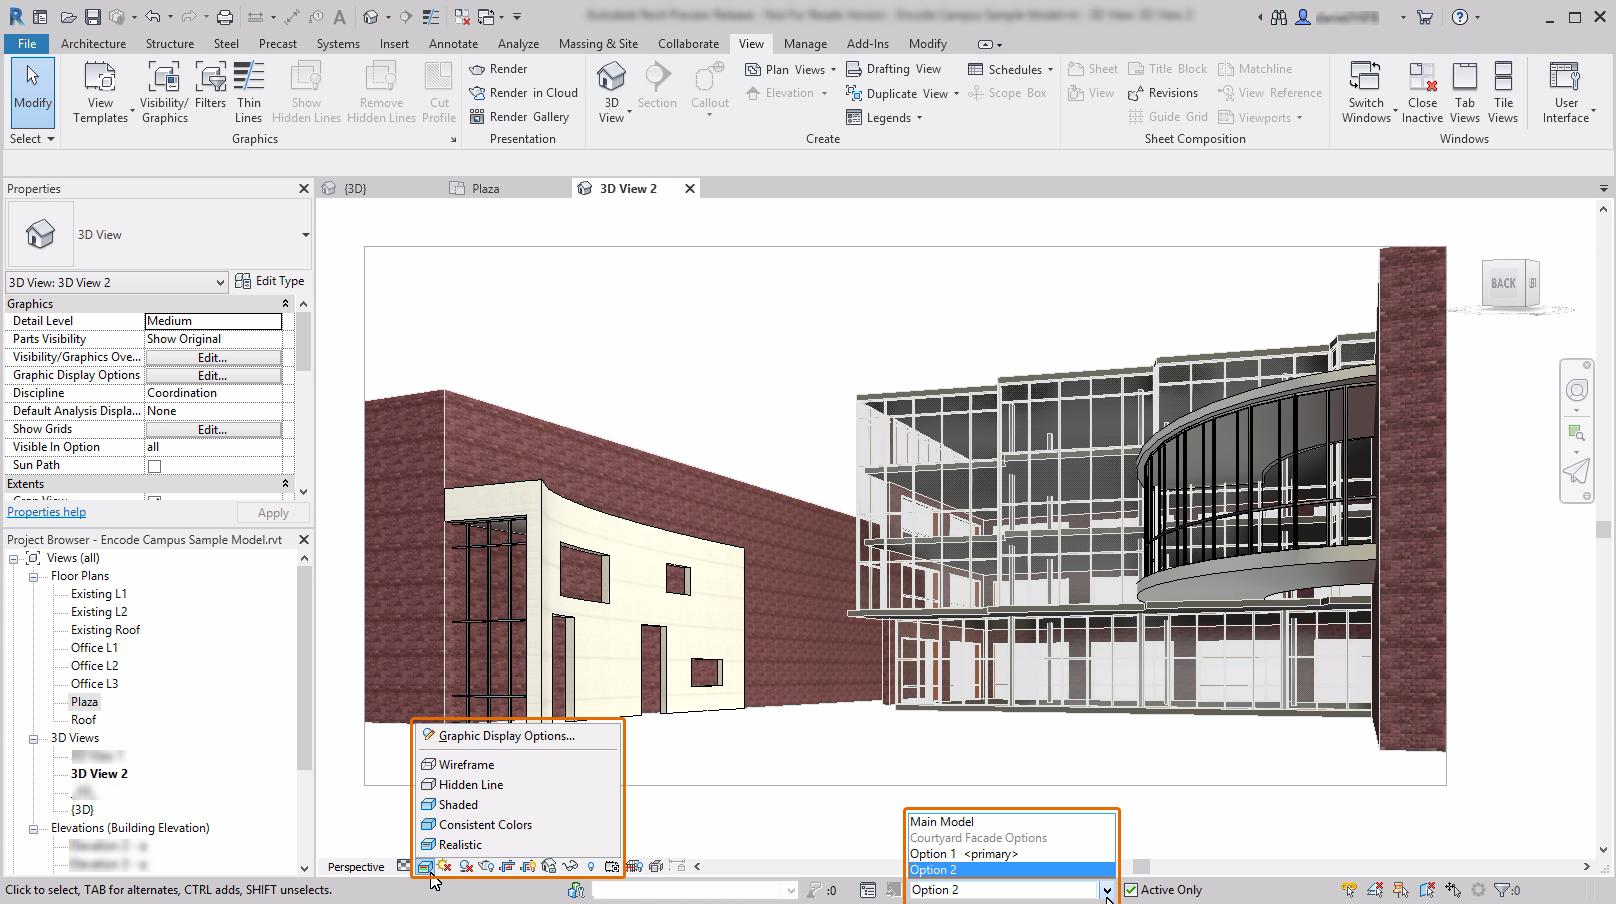 File Architecture Structure Steel Precast Systems Insert Annotate Analyze Massing & Site Collaborate View Manage Add-Ins Modify
Modify
Select
View
Templates
Visibility/
Graphics
Filters
Thin
Lines
Show
Hidden Lines
Remove
Hidden Lines
Cut
Profile
Graphics
Render
Render in Cloud
Render Gallery
Presentation
3D
View
Section
Callout
Plan Views
Elevation
Drafting View
Duplicate View
Legends
Schedules
Scope Box
Create
Sheet
View
Title Block
Revisions
Guide Grid
Matchline
View Reference
Viewports
Sheet Composition
Switch
Windows
Close
Inactive
Tab
Views
Tile
Views
Windows
User
Interface
Properties
{3D}
Plaza
3D View 2
3D View
3D View: 3D View 2
Edit Type
Graphics
Detail Level Medium
Parts Visibility Show Original
Visibility/Graphics Ove... Edit...
Graphic Display Options Edit...
Discipline Coordination
Default Analysis Displa... None
Show Grids Edit...
Visible In Option all
Sun Path
Extents
Properties help
Apply
Project Browser - Encode Campus Sample Model.rvt
Views (all)
Floor Plans
Existing L1
Existing L2
Existing Roof
Office L1
Office L2
Office L3
Plaza
Roof
3D Views
3D View 2
{3D}
Elevations (Building Elevation)
BACK
Graphic Display Options...
Wireframe
Hidden Line
Shaded
Consistent Colors
Realistic
Perspective
Main Model
Courtyard Facade Options
Option 1 <primary>
Option 2
Click to select, TAB for alternates, CTRL adds, SHIFT unselects.
:0
Option 2
Active Only
:0